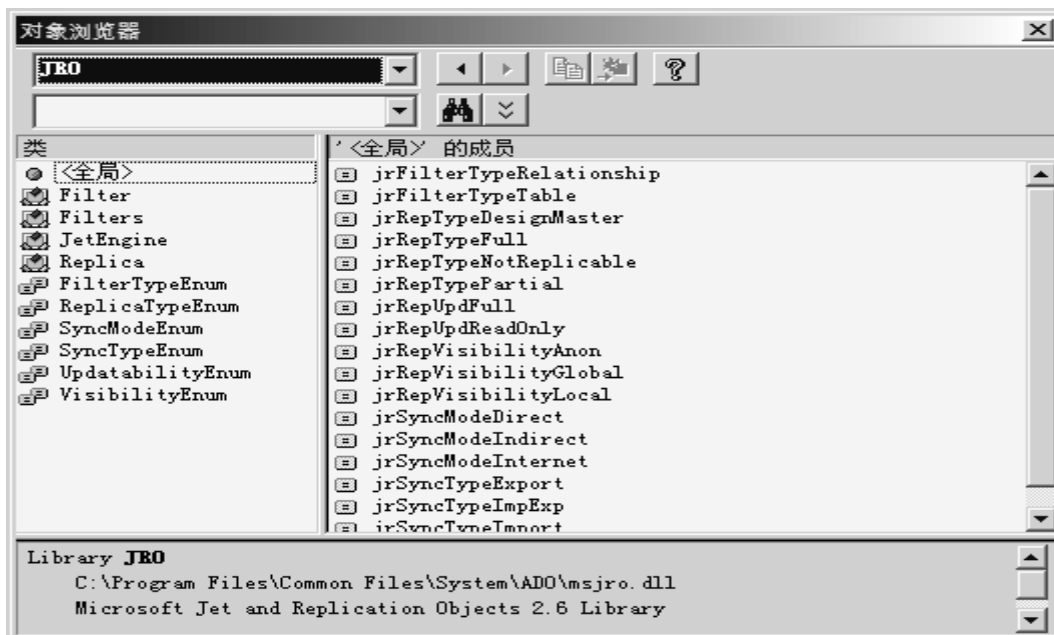 对象浏览器
JRO
类
'<全局>' 的成员
<全局>
Filter
Filters
JetEngine
Replica
FilterTypeEnum
ReplicaTypeEnum
SyncModeEnum
SyncTypeEnum
UpdatabilityEnum
VisibilityEnum
jrFilterTypeRelationship
jrFilterTypeTable
jrRepTypeDesignMaster
jrRepTypeFull
jrRepTypeNotReplicable
jrRepTypePartial
jrRepUpdFull
jrRepUpdReadOnly
jrRepVisibilityAnon
jrRepVisibilityGlobal
jrRepVisibilityLocal
jrSyncModeDirect
jrSyncModeIndirect
jrSyncModeInternet
jrSyncTypeExport
jrSyncTypeImpExp
jrSyncTypeImport
Library JRO
C:\Program Files\Common Files\System\ADO\msjro.dll
Microsoft Jet and Replication Objects 2.6 Library